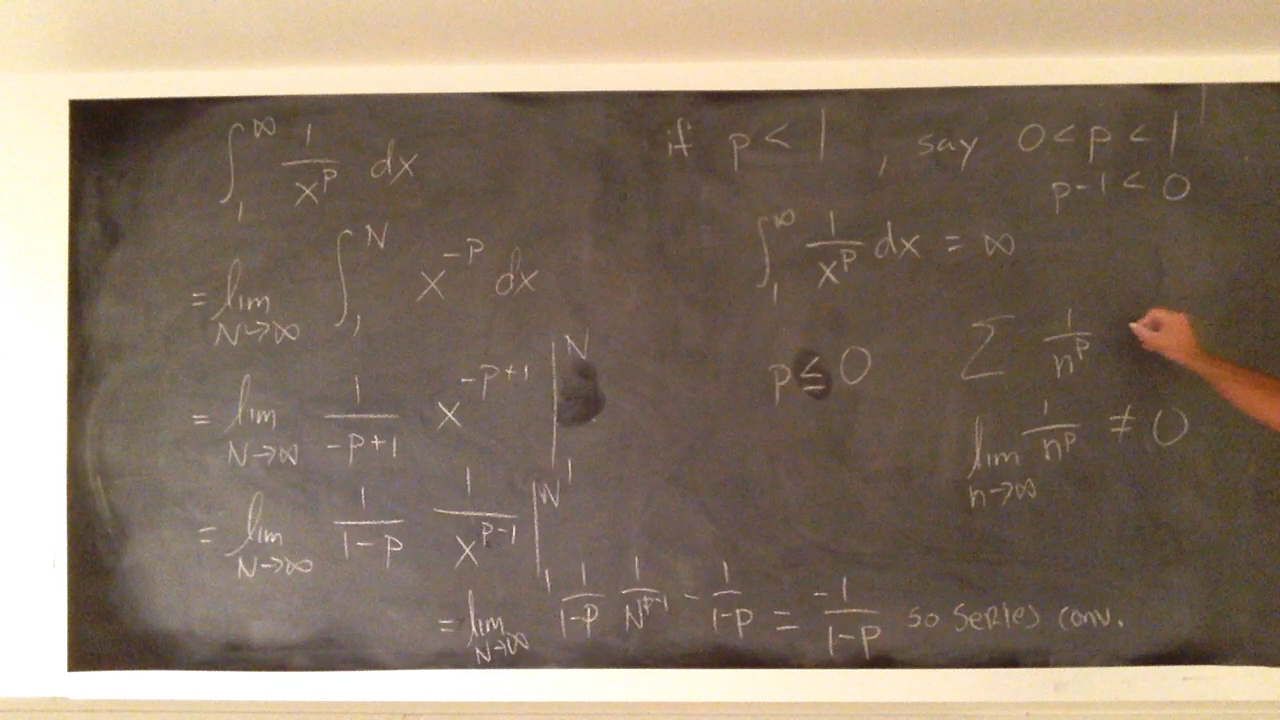 ∫₁^∞ 1/x^p dx
= lim_{N→∞} ∫₁^N x^{-p} dx
= lim_{N→∞} 1/(-p+1) x^{-p+1} |₁^N
= lim_{N→∞} 1/(1-p) 1/x^{p-1} |₁^N
= lim_{N→∞} 1/(1-p) 1/N^{p-1} - 1/(1-p) = -1/(1-p) so series conv.
if p < 1, say 0 < p < 1
p-1 < 0
∫₁^∞ 1/x^p dx = ∞
p ≤ 0 ∑ 1/n^p
lim_{n→∞} 1/n^p ≠ 0